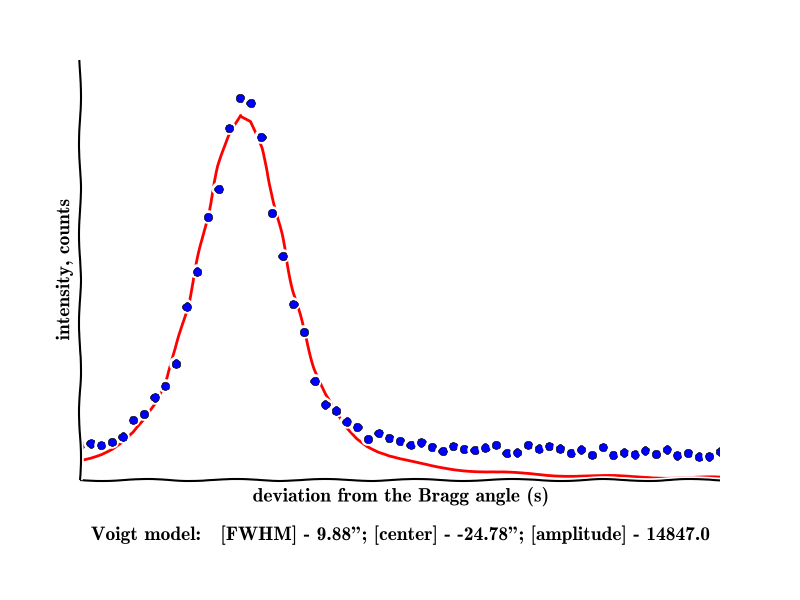 intensity, counts
deviation from the Bragg angle (s)
Voigt model: [FWHM] - 9.88”; [center] - -24.78”; [amplitude] - 14847.0